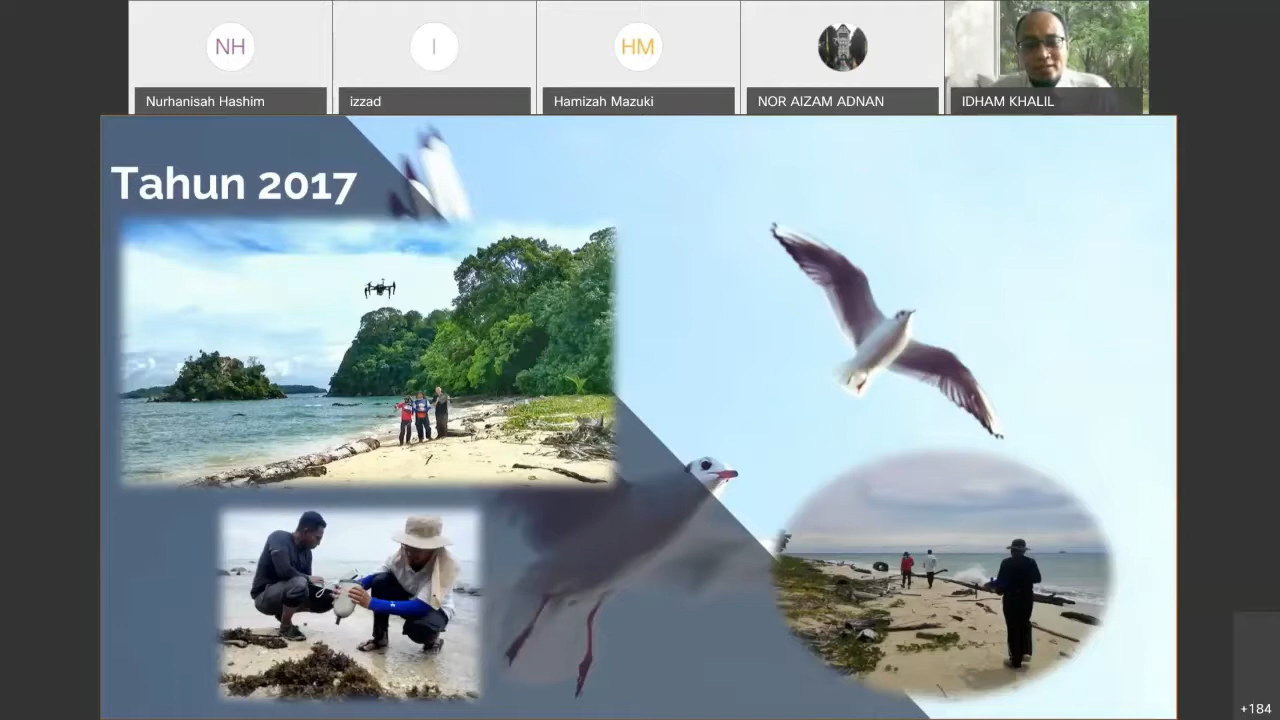 NH
I
HM
Nurhanisah Hashim
izzad
Hamizah Mazuki
NOR AIZAM ADNAN
IDHAM KHALIL
Tahun 2017
+184